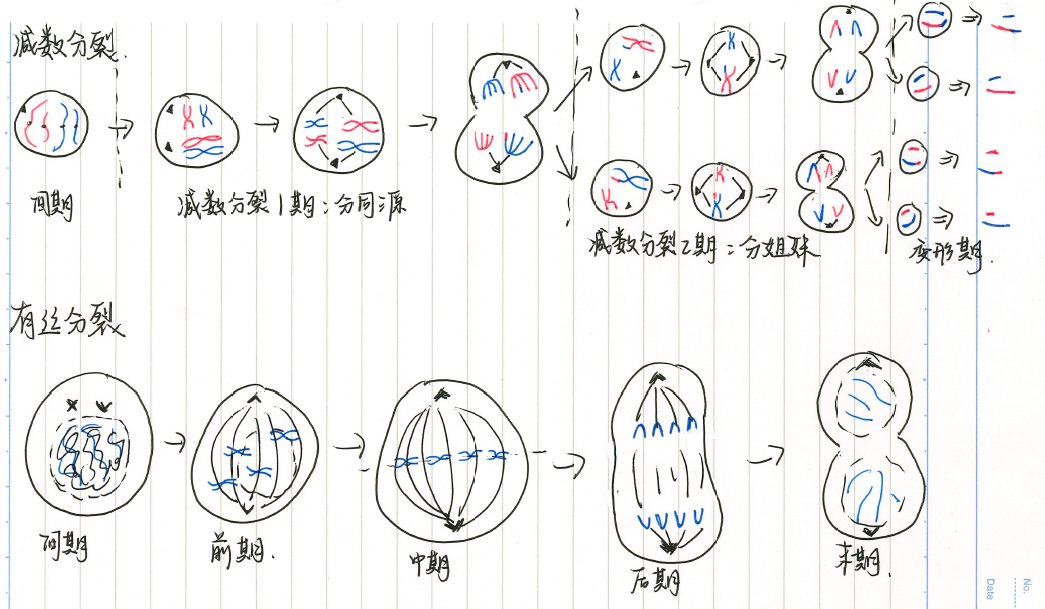 减数分裂.
间期
减数分裂1期:分同源
减数分裂2期:分姐妹
变形期.
有丝分裂
间期
前期.
中期
后期
末期.
No.
Date